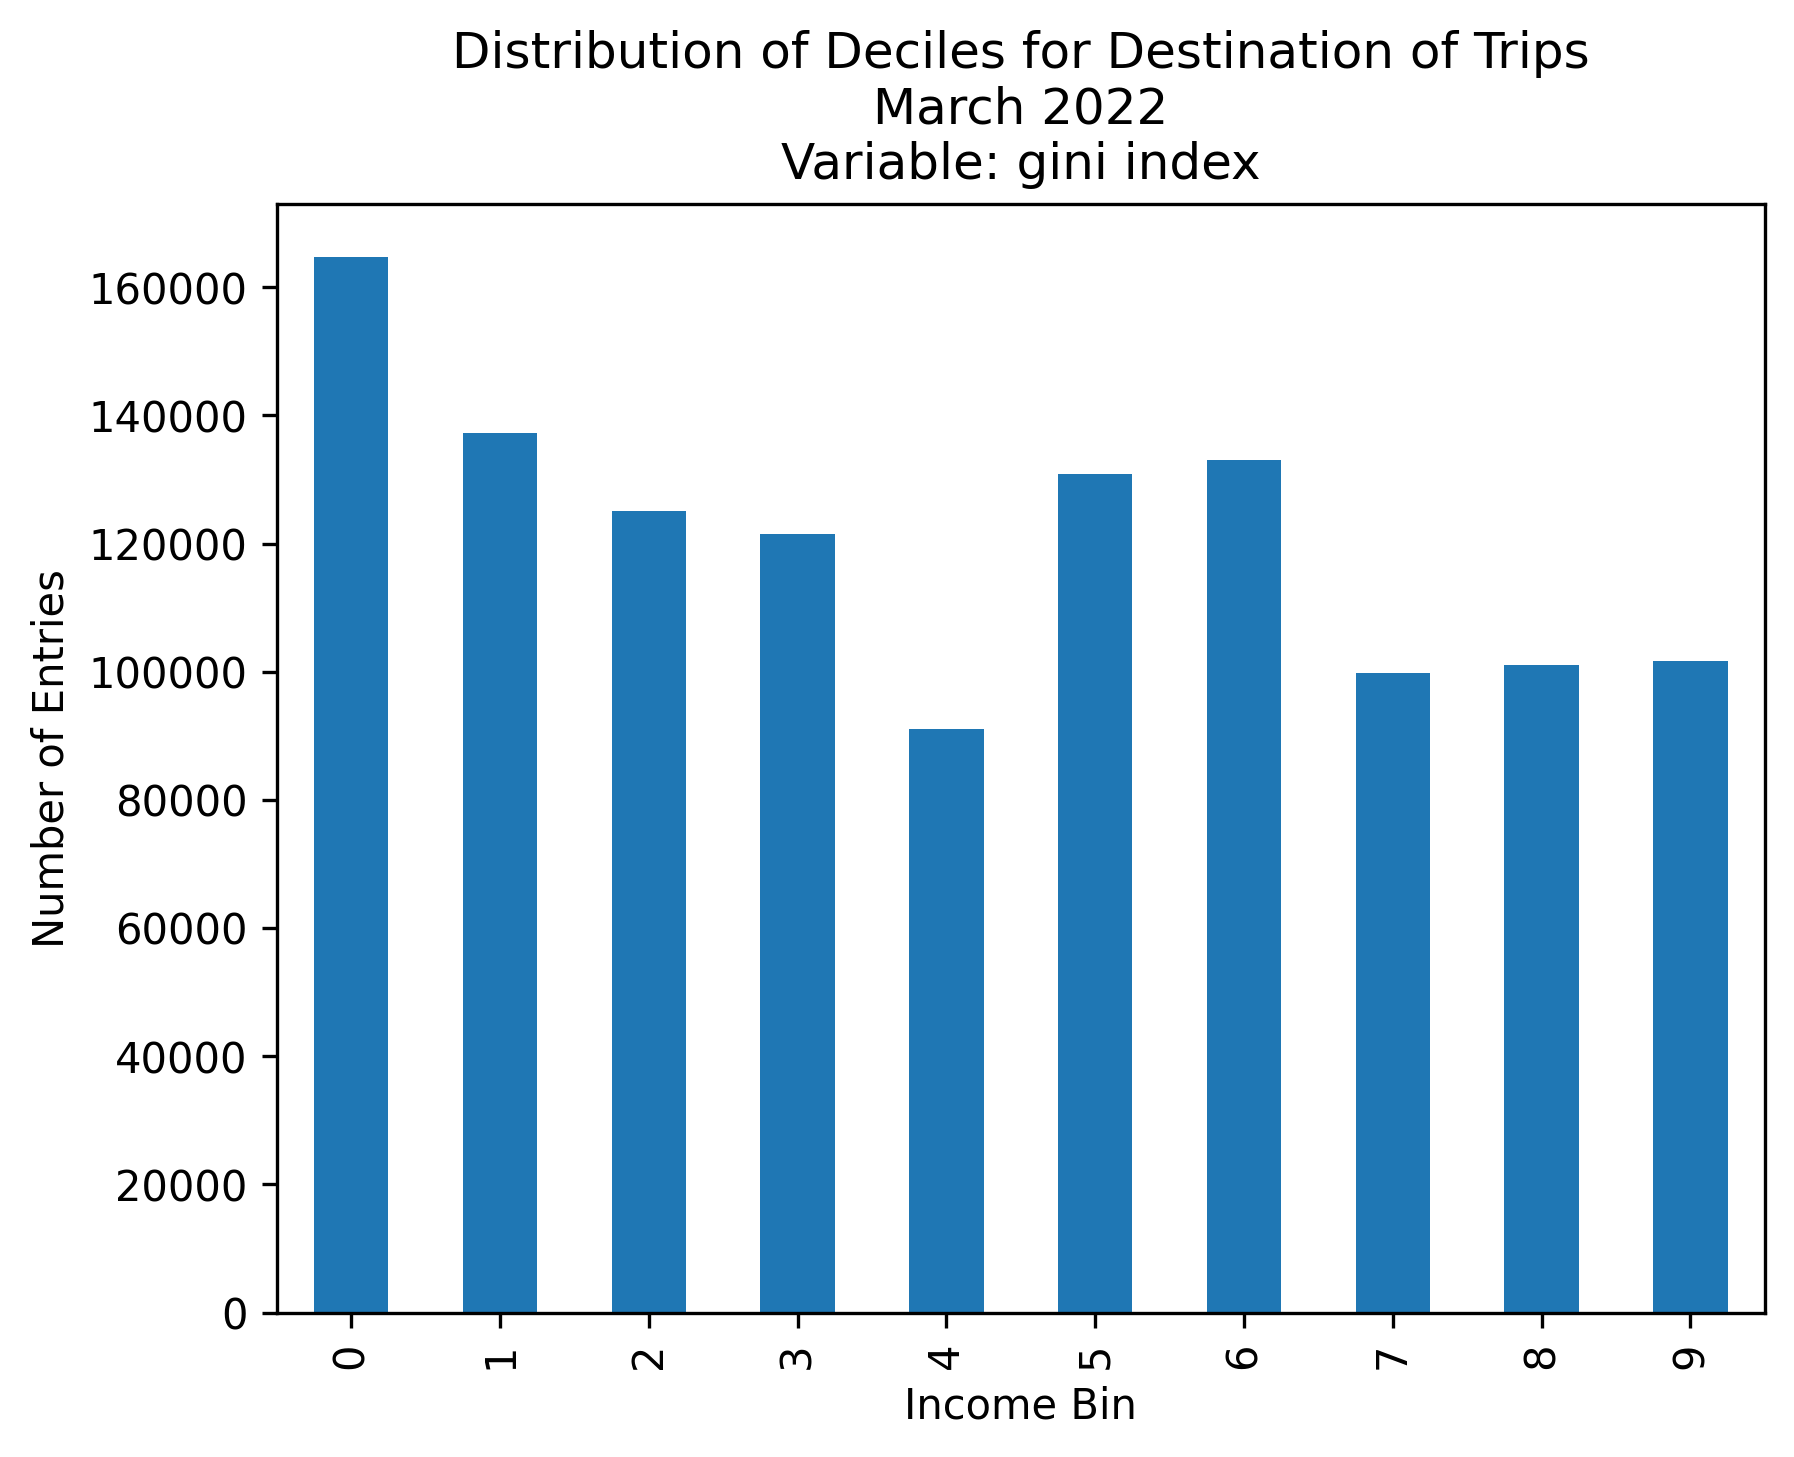 Distribution of Deciles for Destination of Trips
March 2022
Variable: gini index
160000
140000
120000
100000
80000
60000
40000
20000
0
Number of Entries
0 1 2 3 4 5 6 7 8 9
Income Bin